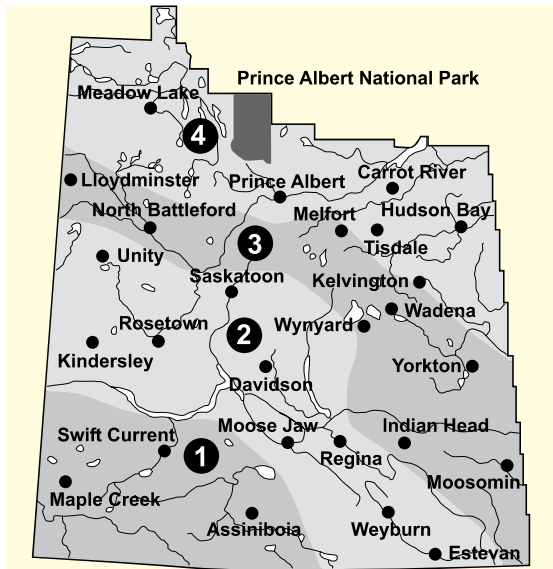 Prince Albert National Park
Meadow Lake
4
Carrot River
Lloydminster
Prince Albert
North Battleford
Melfort
Hudson Bay
Tisdale
3
Unity
Saskatoon
Kelvington
Wadena
Rosetown
2
Wynyard
Kindersley
Yorkton
Davidson
Swift Current
Moose Jaw
Indian Head
1
Regina
Moosomin
Maple Creek
Assiniboia
Weyburn
Estevan